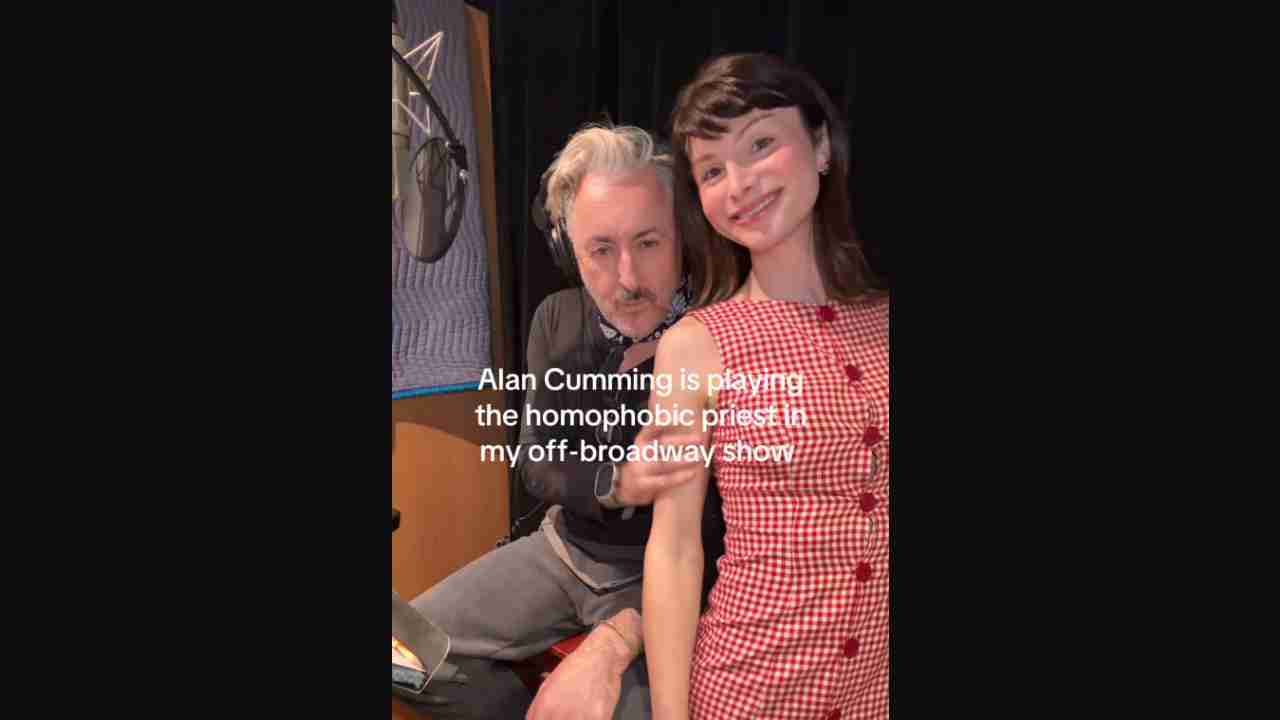 Alan Cumming is playing
the homophobic priest in
my off-broadway show